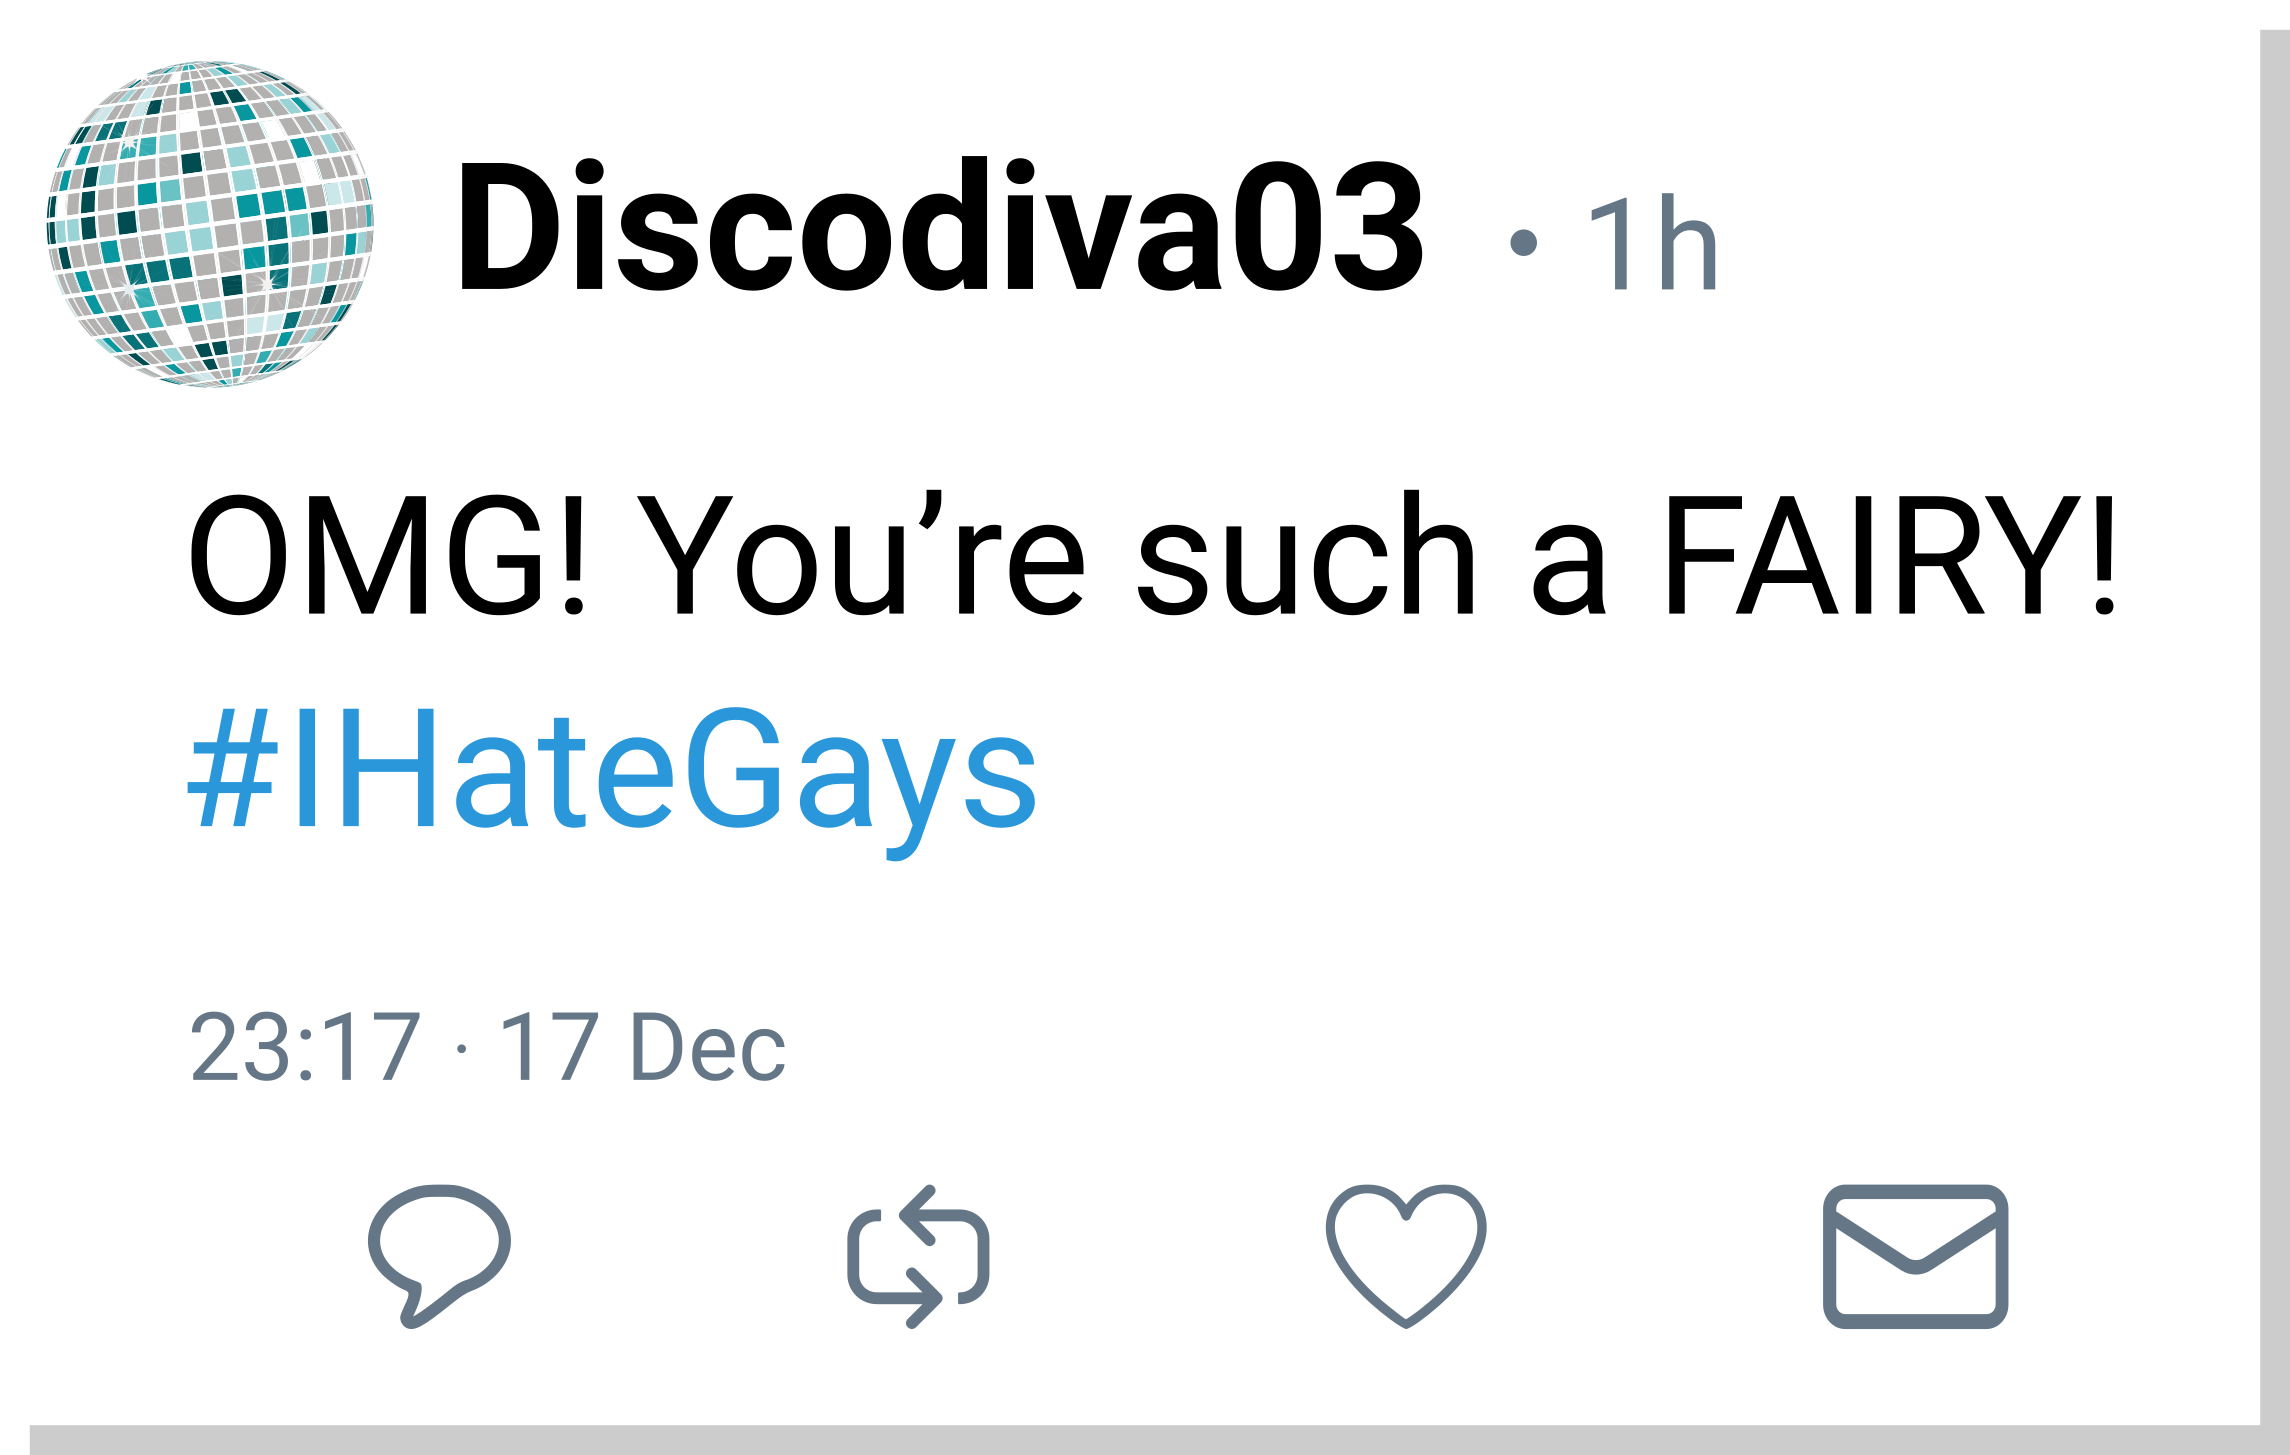 Discodiva03 • 1h
OMG! You’re such a FAIRY!
#IHateGays
23:17 · 17 Dec